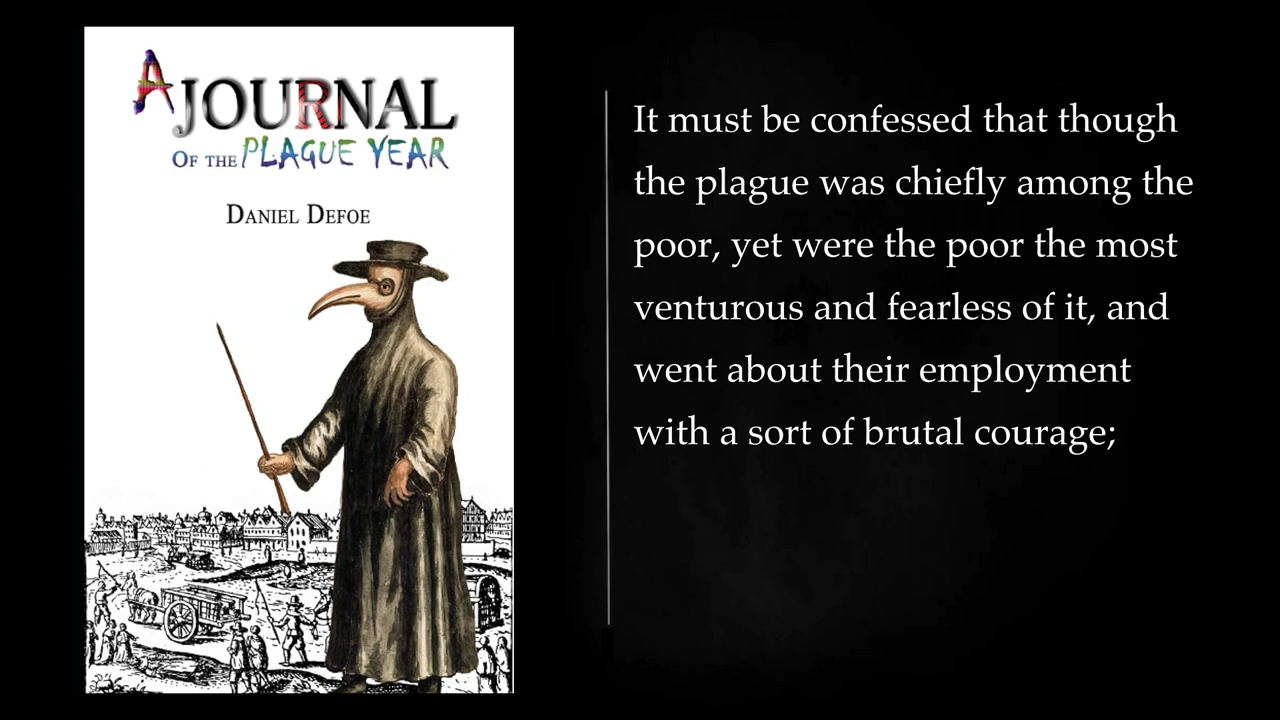 A JOURNAL
OF THE PLAGUE YEAR
DANIEL DEFOE
It must be confessed that though
the plague was chiefly among the
poor, yet were the poor the most
venturous and fearless of it, and
went about their employment
with a sort of brutal courage;